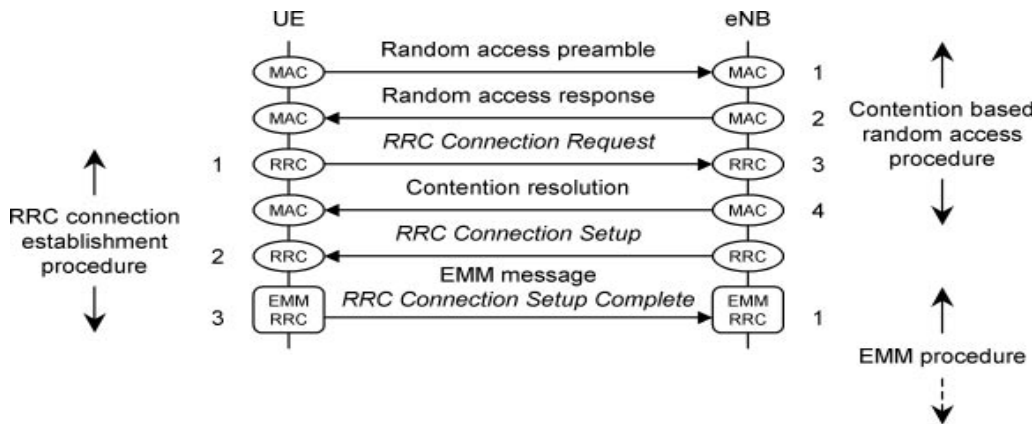 UE
eNB
Random access preamble
MAC
MAC
1
Random access response
MAC
MAC
2
Contention based
random access
procedure
RRC Connection Request
1
RRC
RRC
3
Contention resolution
MAC
MAC
4
RRC connection
establishment
procedure
RRC Connection Setup
2
RRC
RRC
EMM message
RRC Connection Setup Complete
3
EMM
RRC
EMM
RRC
1
EMM procedure